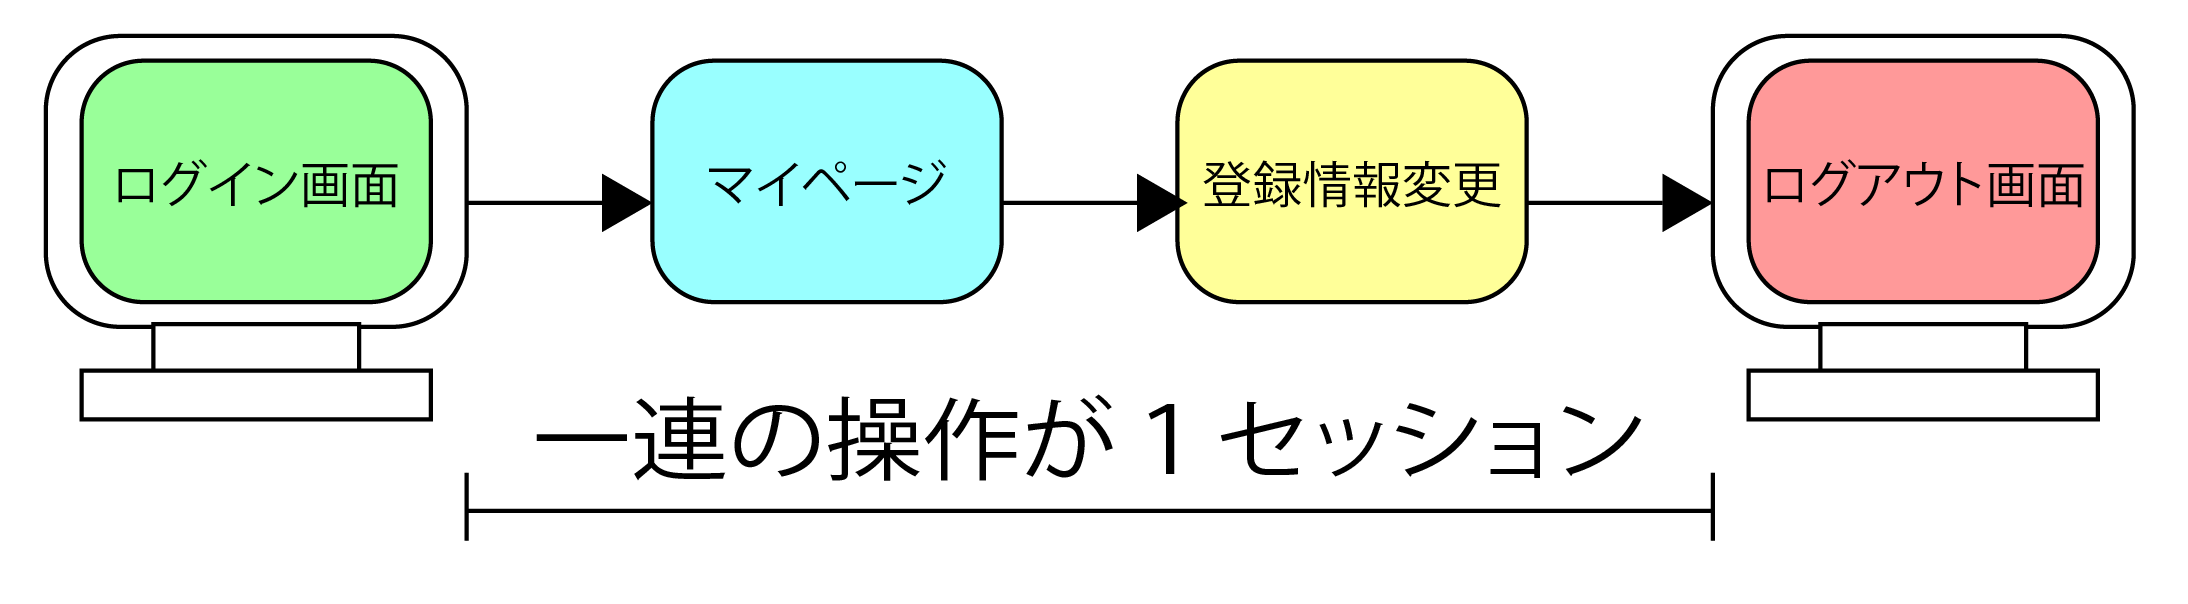 ログイン画面
マイページ
登録情報変更
ログアウト画面
一連の操作が1セッション